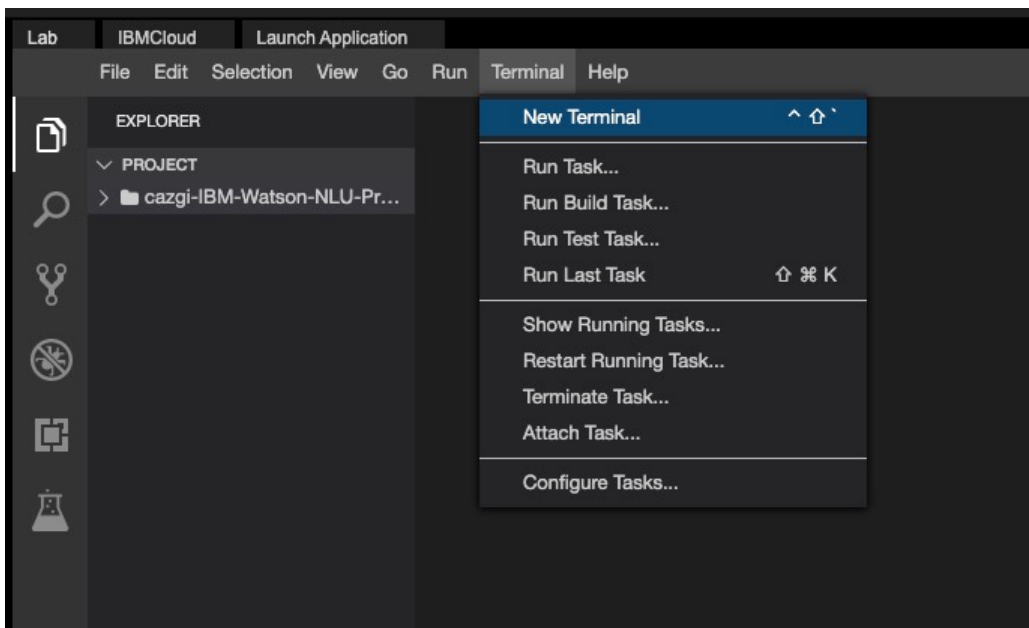 Lab IBMCloud Launch Application
File Edit Selection View Go Run Terminal Help
EXPLORER
PROJECT
cazgi-IBM-Watson-NLU-Pr...
New Terminal ^ ⇧ `
Run Task...
Run Build Task...
Run Test Task...
Run Last Task ⇧ ⌘ K
Show Running Tasks...
Restart Running Task...
Terminate Task...
Attach Task...
Configure Tasks...